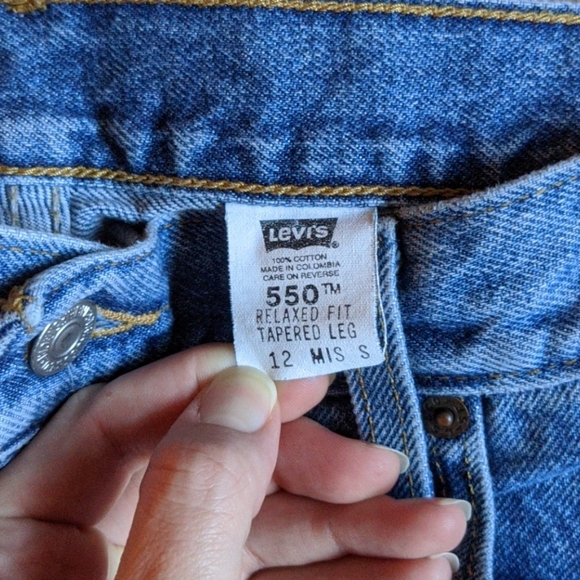 Levi's ®
100% COTTON
MADE IN COLOMBIA
CARE ON REVERSE
550™
RELAXED FIT
TAPERED LEG
12 MIS S